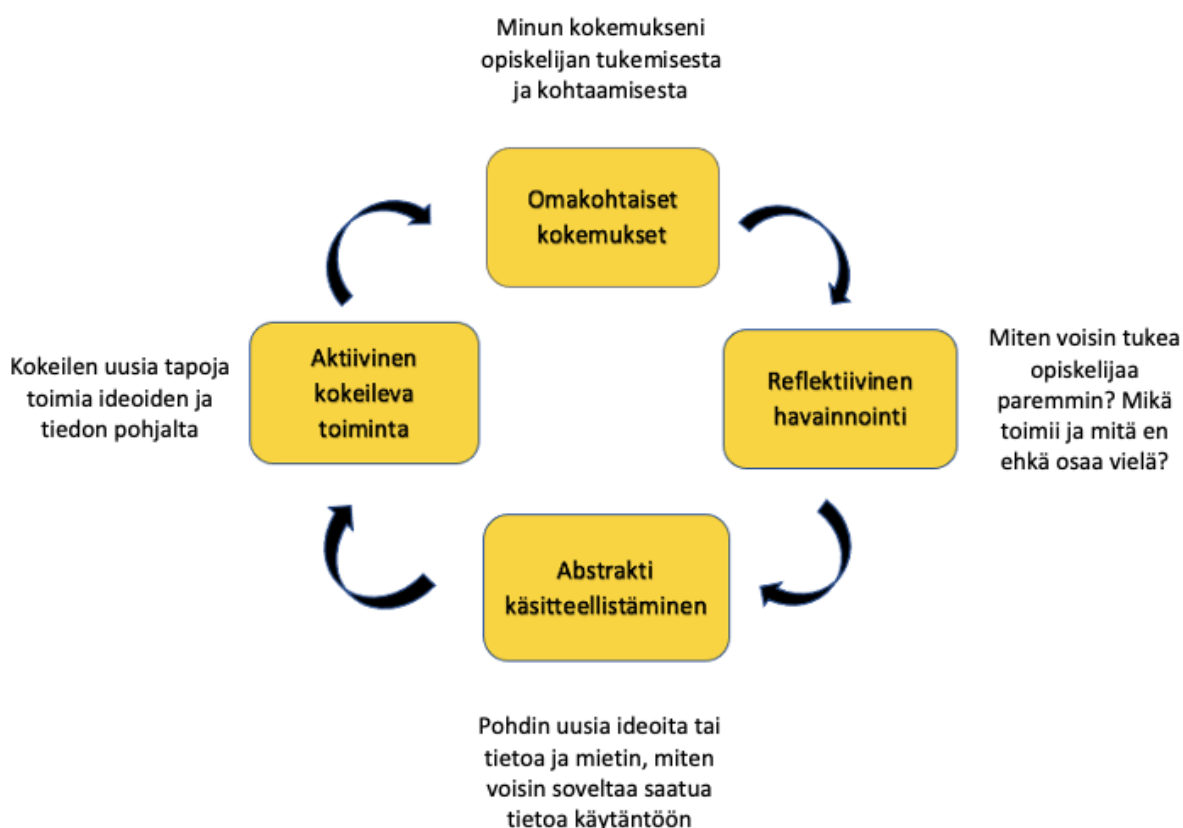 Minun kokemukseni
opiskelijan tukemisesta
ja kohtaamisesta
Omakohtaiset
kokemukset
Miten voisin tukea
opiskelijaa
paremmin? Mikä
toimii ja mitä en
ehkä osaa vielä?
Reflektiivinen
havainnointi
Abstrakti
käsitteellistäminen
Pohdin uusia ideoita tai
tietoa ja mietin, miten
voisin soveltaa saatua
tietoa käytäntöön
Aktiivinen
kokeileva
toiminta
Kokeilen uusia tapoja
toimia ideoiden ja
tiedon pohjalta